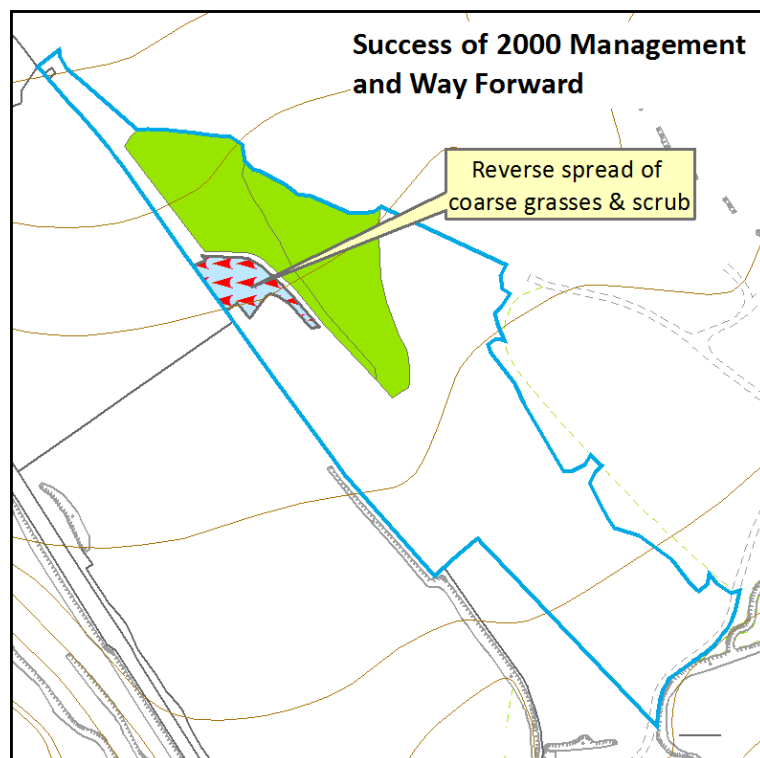 Success of 2000 Management
and Way Forward
Reverse spread of
coarse grasses & scrub